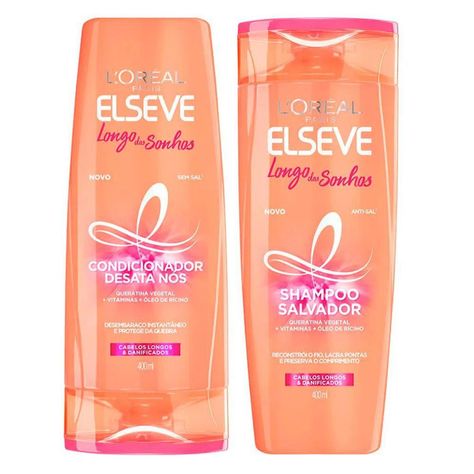 L'ORÉAL
PARIS
ELSEVE
Longo dos Sonhos
NOVO
SEM SAL
CONDICIONADOR
DESATA NÓS
QUERATINA VEGETAL
+ VITAMINAS + ÓLEO DE RÍCINO
DESEMBARAÇO INSTANTÂNEO
E PROTEGE DA QUEBRA
CABELOS LONGOS
& DANIFICADOS
400ml
L'ORÉAL
PARIS
ELSEVE
Longo dos Sonhos
NOVO
ANTI-SAL
SHAMPOO
SALVADOR
QUERATINA VEGETAL
+ VITAMINAS + ÓLEO DE RÍCINO
RECONSTRÓI O FIO, LACRA PONTAS
E PRESERVA O COMPRIMENTO
CABELOS LONGOS
& DANIFICADOS
400ml